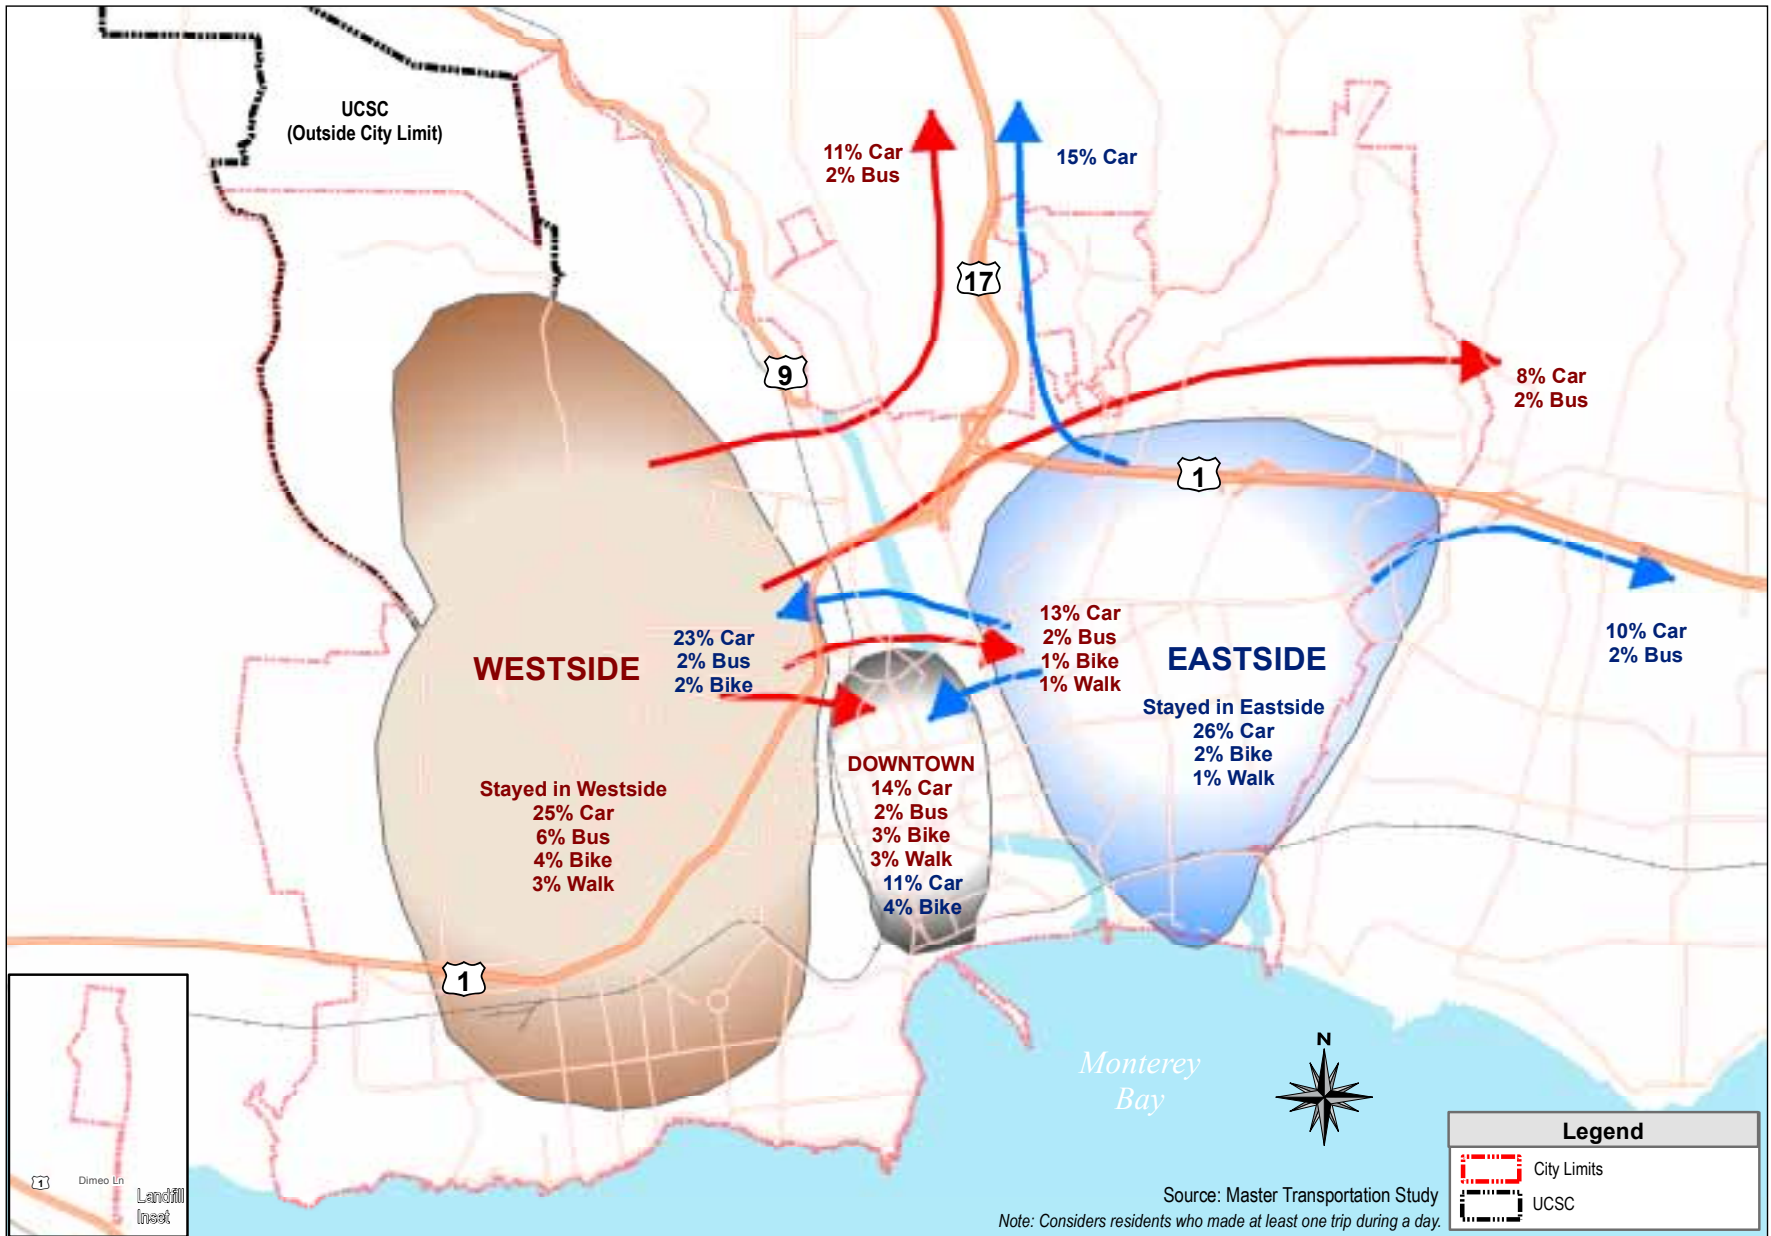 UCSC
(Outside City Limit)
11% Car
2% Bus
15% Car
17
9
8% Car
2% Bus
1
23% Car
2% Bus
2% Bike
13% Car
2% Bus
1% Bike
1% Walk
10% Car
2% Bus
WESTSIDE
EASTSIDE
Stayed in Eastside
26% Car
2% Bike
1% Walk
DOWNTOWN
14% Car
2% Bus
3% Bike
3% Walk
11% Car
4% Bike
Stayed in Westside
25% Car
6% Bus
4% Bike
3% Walk
1
Monterey
Bay
N
1
Dimeo Ln
Landfill
Inset
Legend
City Limits
UCSC
Source: Master Transportation Study
Note: Considers residents who made at least one trip during a day.